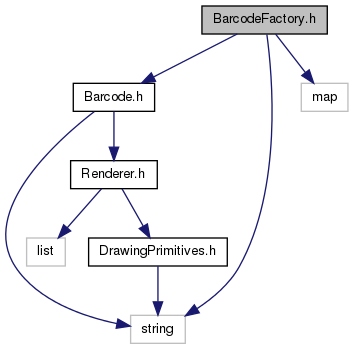 BarcodeFactory.h
Barcode.h
map
Renderer.h
list
DrawingPrimitives.h
string